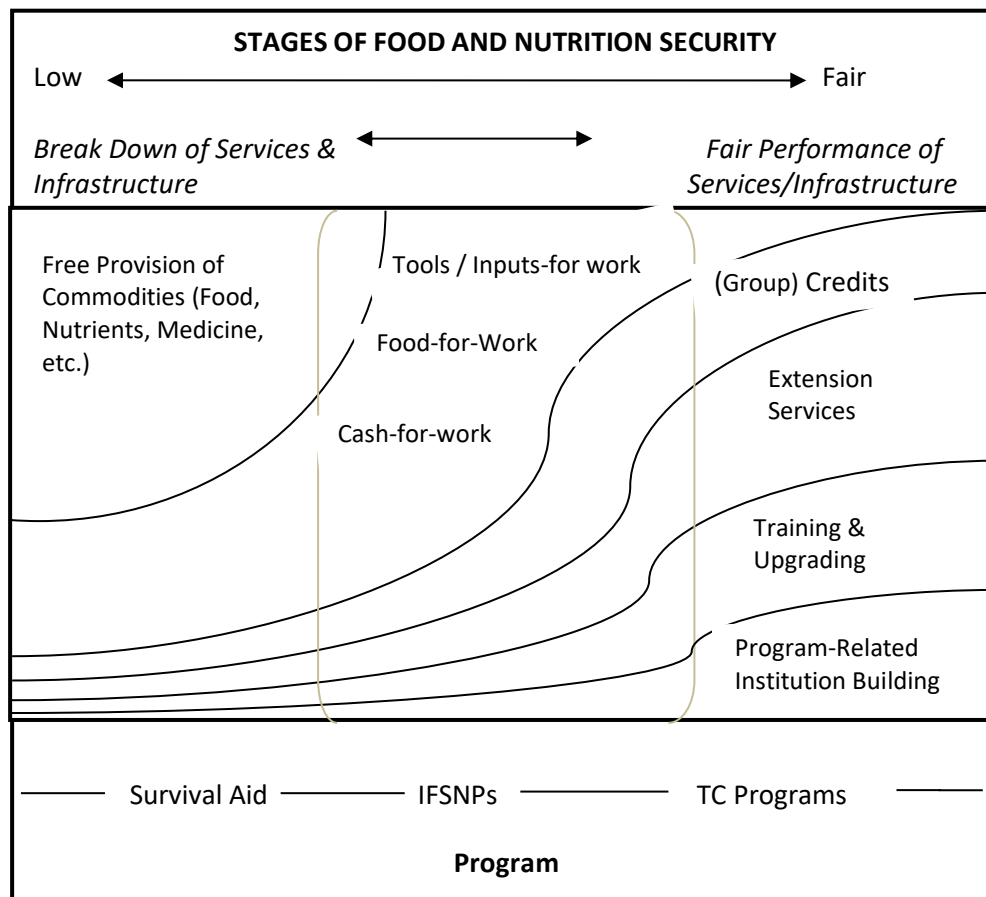 STAGES OF FOOD AND NUTRITION SECURITY
Low
Fair
Break Down of Services &
Infrastructure
Fair Performance of
Services/Infrastructure
Free Provision of
Commodities (Food,
Nutrients, Medicine,
etc.)
Tools / Inputs-for work
Food-for-Work
Cash-for-work
(Group) Credits
Extension
Services
Training &
Upgrading
Program-Related
Institution Building
Survival Aid
IFSNPs
TC Programs
Program